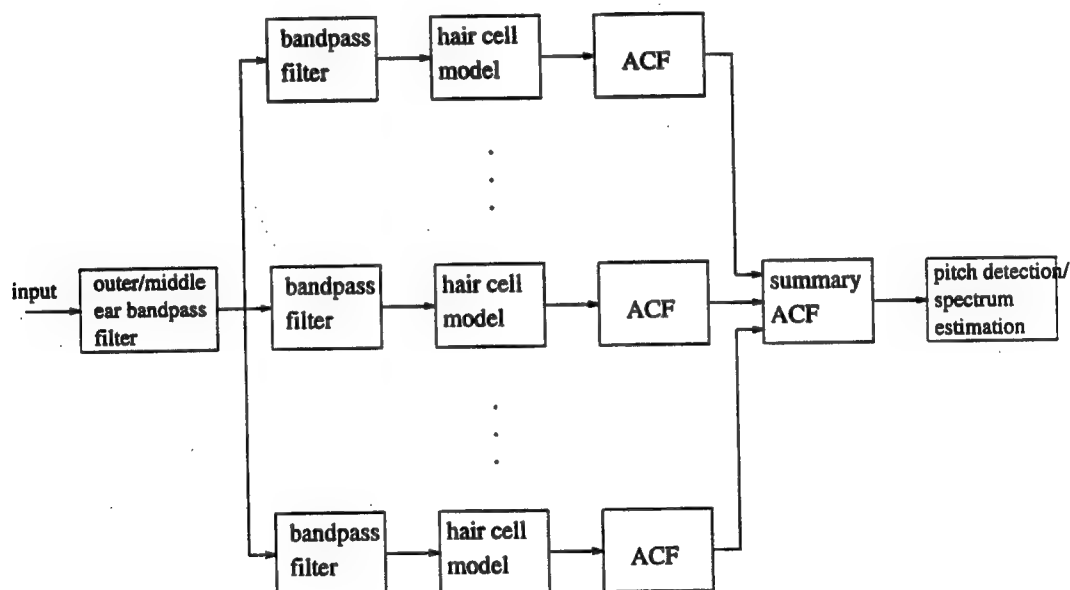 bandpass
filter
hair cell
model
ACF
input
outer/middle
ear bandpass
filter
bandpass
filter
hair cell
model
ACF
summary
ACF
pitch detection/
spectrum
estimation
bandpass
filter
hair cell
model
ACF